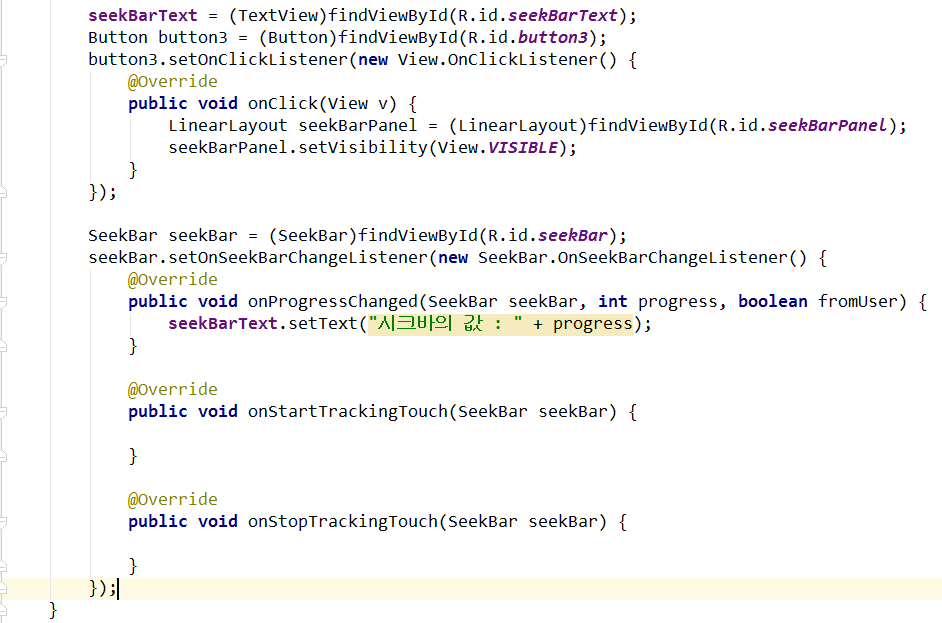 seekBarText = (TextView)findViewById(R.id.seekBarText);
Button button3 = (Button)findViewById(R.id.button3);
button3.setOnClickListener(new View.OnClickListener() {
@Override
public void onClick(View v) {
LinearLayout seekBarPanel = (LinearLayout)findViewById(R.id.seekBarPanel);
seekBarPanel.setVisibility(View.VISIBLE);
}
});
SeekBar seekBar = (SeekBar)findViewById(R.id.seekBar);
seekBar.setOnSeekBarChangeListener(new SeekBar.OnSeekBarChangeListener() {
@Override
public void onProgressChanged(SeekBar seekBar, int progress, boolean fromUser) {
seekBarText.setText("시크바의 값 : " + progress);
}
@Override
public void onStartTrackingTouch(SeekBar seekBar) {
}
@Override
public void onStopTrackingTouch(SeekBar seekBar) {
}
});
}